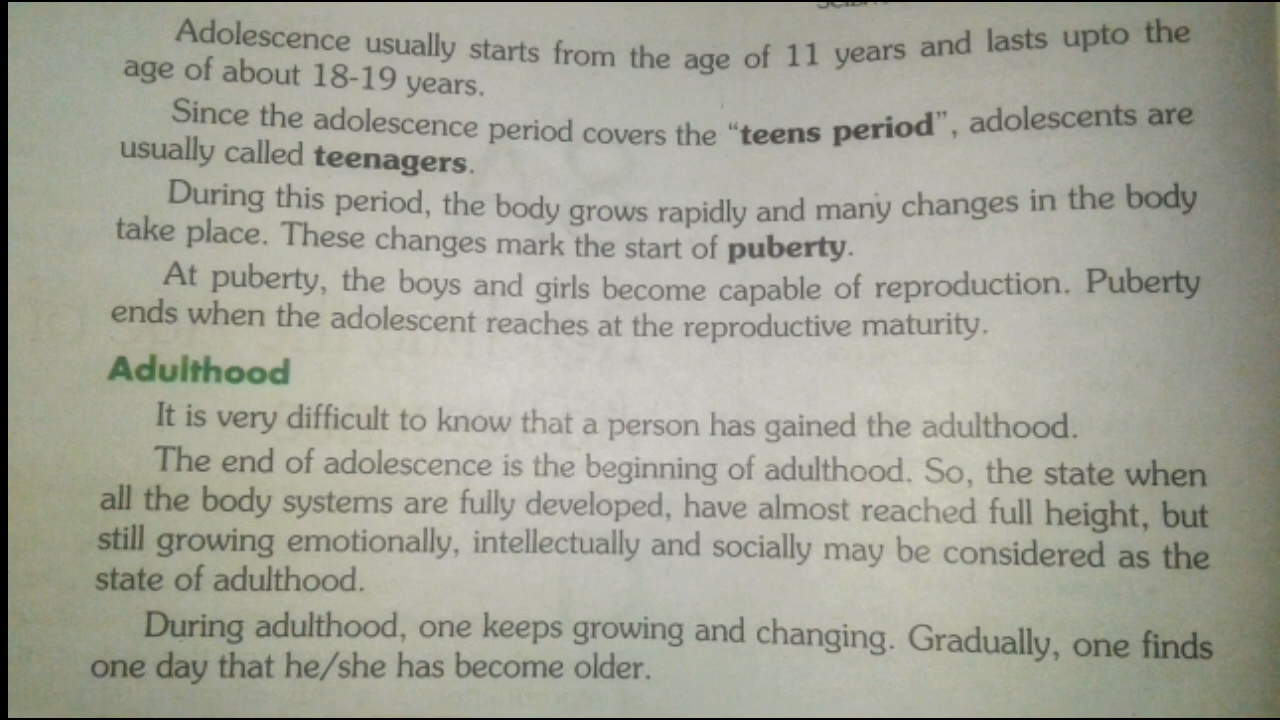 Adolescence usually starts from the age of 11 years and lasts upto the
age of about 18-19 years.
Since the adolescence period covers the “teens period”, adolescents are
usually called teenagers.
During this period, the body grows rapidly and many changes in the body
take place. These changes mark the start of puberty.
At puberty, the boys and girls become capable of reproduction. Puberty
ends when the adolescent reaches at the reproductive maturity.
Adulthood
It is very difficult to know that a person has gained the adulthood.
The end of adolescence is the beginning of adulthood. So, the state when
all the body systems are fully developed, have almost reached full height, but
still growing emotionally, intellectually and socially may be considered as the
state of adulthood.
During adulthood, one keeps growing and changing. Gradually, one finds
one day that he/she has become older.